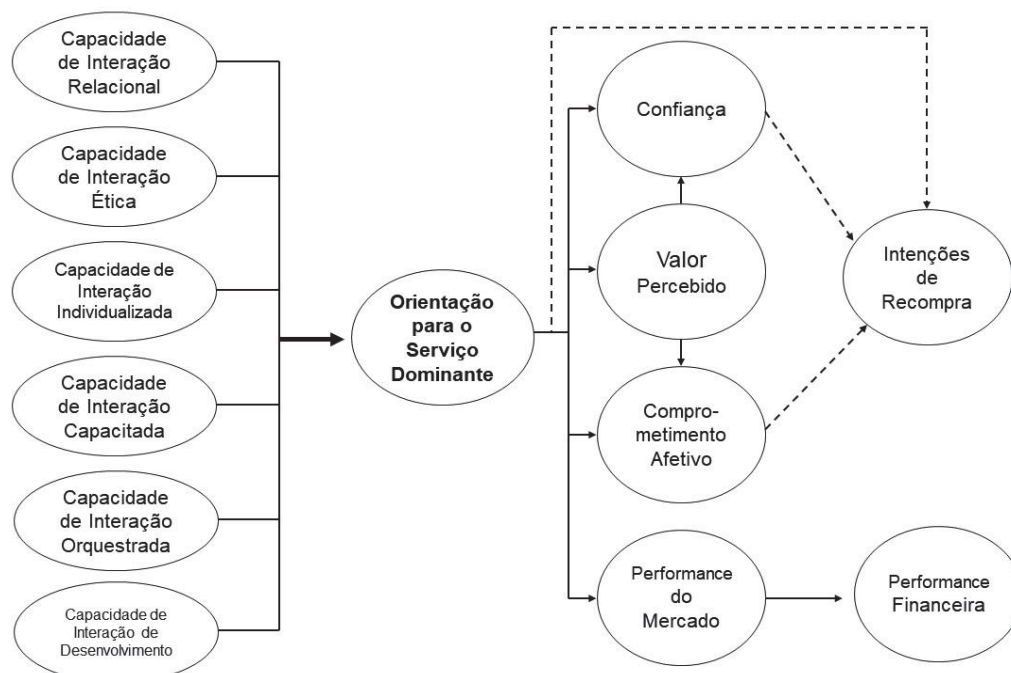 Capacidade
de Interação
Relacional
Capacidade
de Interação
Ética
Capacidade de
Interação
Individualizada
Capacidade
de Interação
Capacitada
Capacidade
de Interação
Orquestrada
Capacidade de
Interação de
Desenvolvimento
Orientação
para o
Serviço
Dominante
Confiança
Valor
Percebido
Compro-
metimento
Afetivo
Performance
do
Mercado
Intenções
de
Recompra
Performance
Financeira